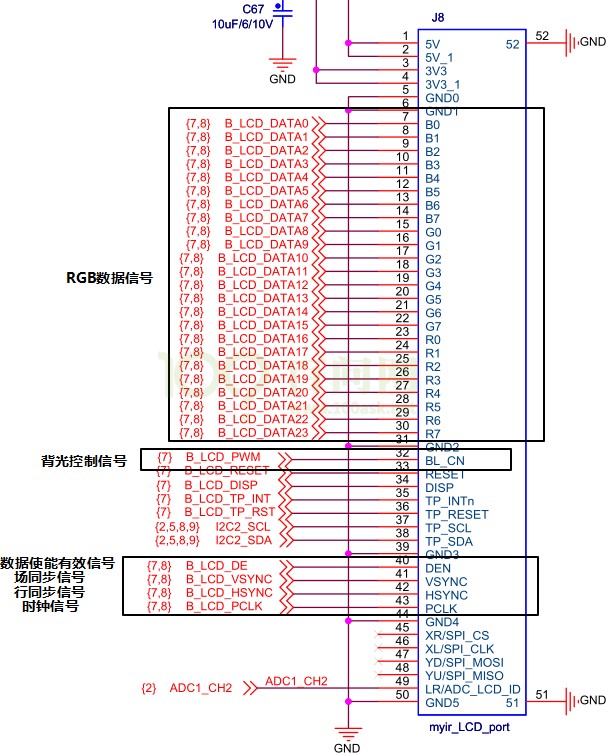 C67
10uF/6/10V
GND
J8
1 5V
2 5V_1
3 3V3
4 3V3_1
5 GND0
6 GND1
52 52 GND
{7,8} B_LCD_DATA0 7 B0
{7,8} B_LCD_DATA1 8 B1
{7,8} B_LCD_DATA2 9 B2
{7,8} B_LCD_DATA3 10 B3
{7,8} B_LCD_DATA4 11 B4
{7,8} B_LCD_DATA5 12 B5
{7,8} B_LCD_DATA6 13 B6
{7,8} B_LCD_DATA7 14 B7
{7,8} B_LCD_DATA8 15 G0
{7,8} B_LCD_DATA9 16 G1
{7,8} B_LCD_DATA10 17 G2
{7,8} B_LCD_DATA11 18 G3
RGB数据信号
{7,8} B_LCD_DATA12 19 G4
{7,8} B_LCD_DATA13 20 G5
{7,8} B_LCD_DATA14 21 G6
{7,8} B_LCD_DATA15 22 G7
{7,8} B_LCD_DATA16 23 R0
{7,8} B_LCD_DATA17 24 R1
{7,8} B_LCD_DATA18 25 R2
{7,8} B_LCD_DATA19 26 R3
{7,8} B_LCD_DATA20 27 R4
{7,8} B_LCD_DATA21 28 R5
{7,8} B_LCD_DATA22 29 R6
{7,8} B_LCD_DATA23 30 R7
31 GND2
背光控制信号 {7} B_LCD_PWM 32 BL_CN
{7} B_LCD_RESET 33 RESET
{7} B_LCD_DISP 34 DISP
{7} B_LCD_TP_INT 35 TP_INTn
{7} B_LCD_TP_RST 36 TP_RESET
{2,5,8,9} I2C2_SCL 37 TP_SCL
{2,5,8,9} I2C2_SDA 38 TP_SDA
39 GND3
数据使能有效信号 {7,8} B_LCD_DE 40 DEN
场同步信号 {7,8} B_LCD_VSYNC 41 VSYNC
行同步信号 {7,8} B_LCD_HSYNC 42 HSYNC
时钟信号 {7,8} B_LCD_PCLK 43 PCLK
44 GND4
45 XR/SPI_CS
46 XL/SPI_CLK
47 YD/SPI_MOSI
48 YU/SPI_MISO
{2} ADC1_CH2 ADC1_CH2 49 LR/ADC_LCD_ID
50 GND5
51 51 GND
myir_LCD_port
GND